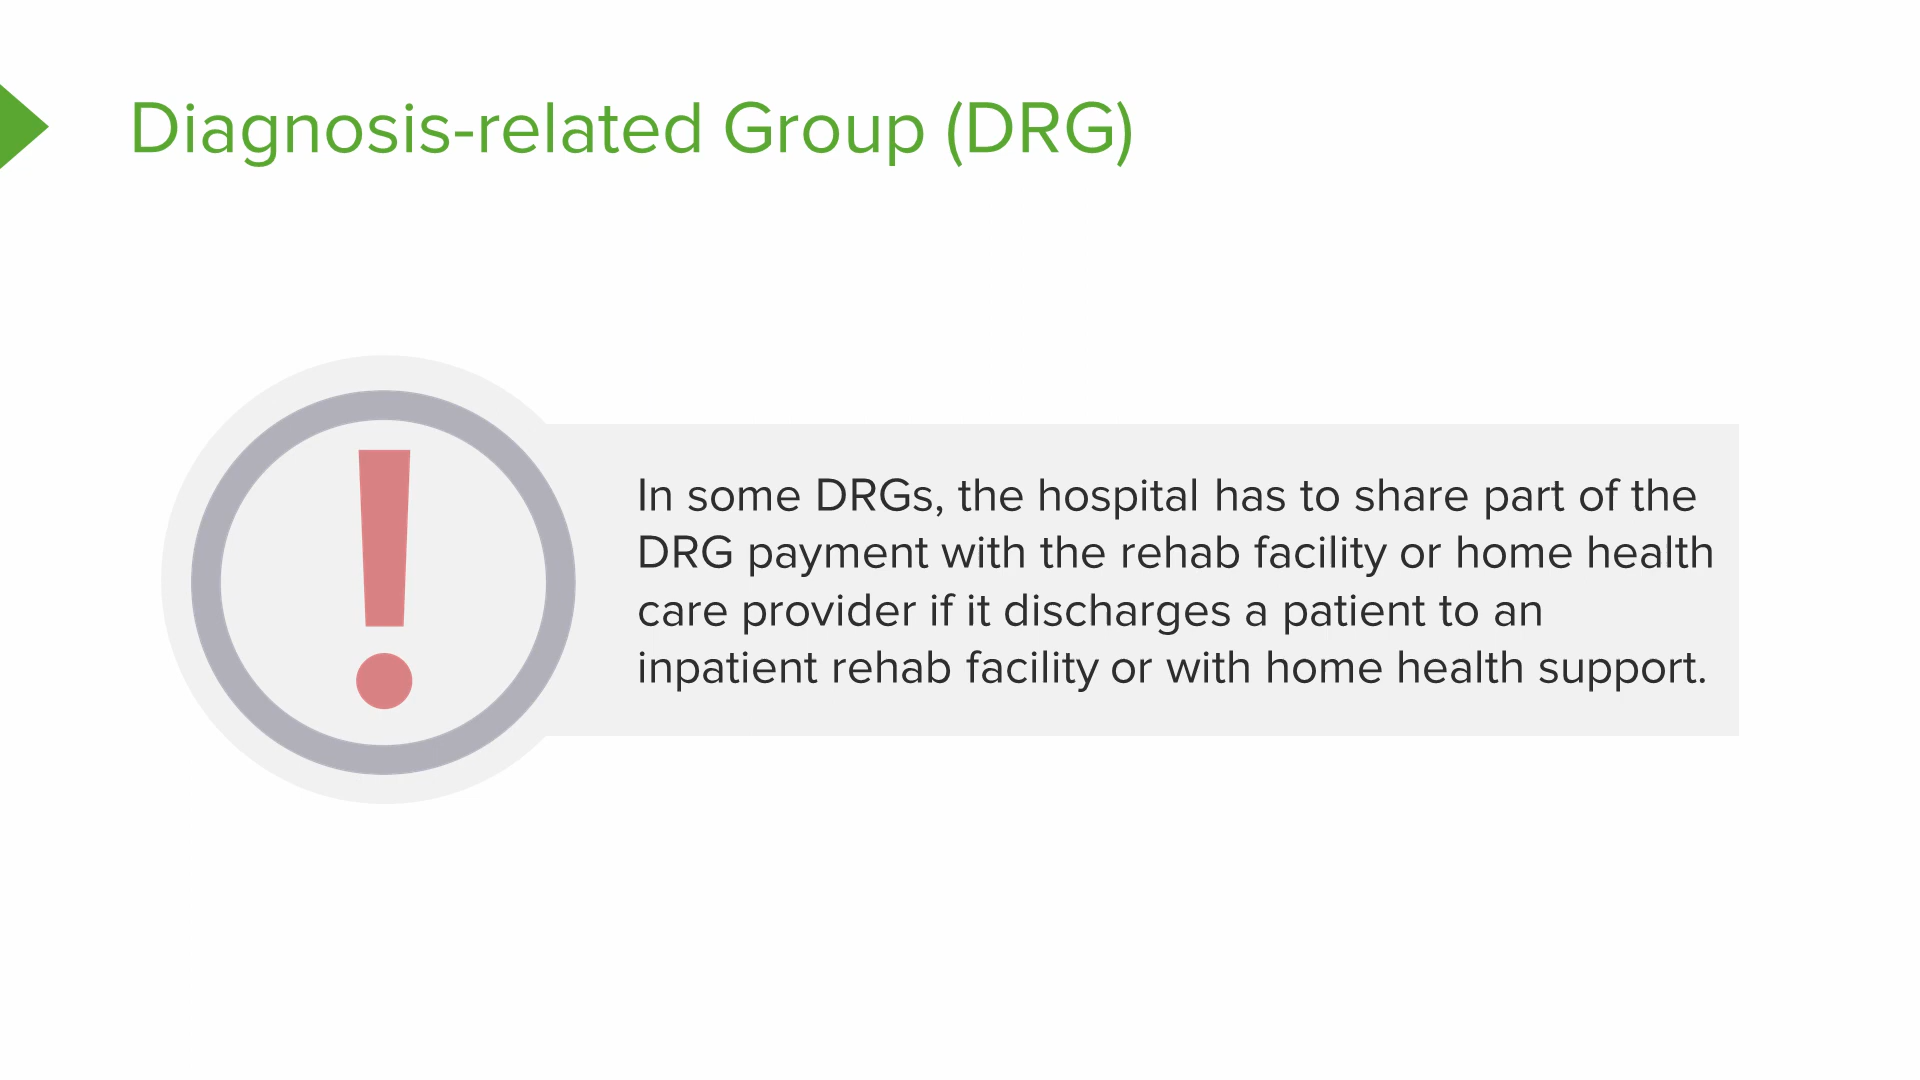 Diagnosis-related Group (DRG)
In some DRGs, the hospital has to share part of the
DRG payment with the rehab facility or home health
care provider if it discharges a patient to an
inpatient rehab facility or with home health support.